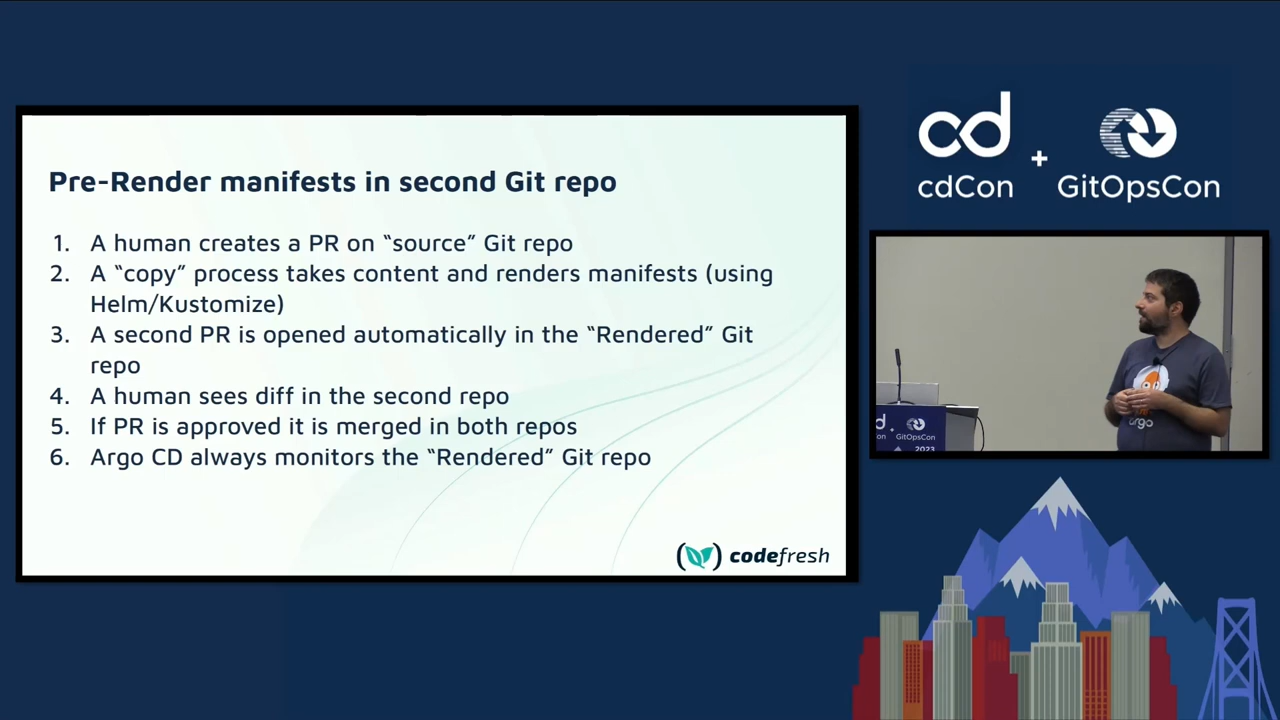 Pre-Render manifests in second Git repo
1. A human creates a PR on “source” Git repo
2. A “copy” process takes content and renders manifests (using
Helm/Kustomize)
3. A second PR is opened automatically in the “Rendered” Git
repo
4. A human sees diff in the second repo
5. If PR is approved it is merged in both repos
6. Argo CD always monitors the “Rendered” Git repo
codefresh
cd
+
cdCon
GitOpsCon
argo
GitOpsCon
2023